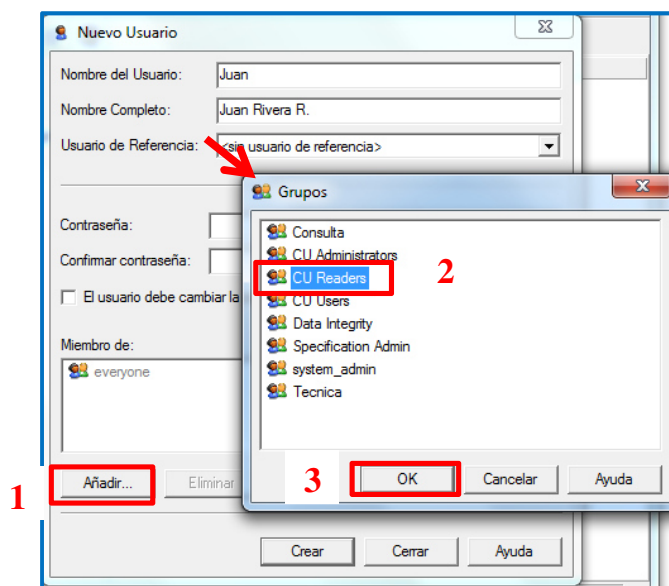 Nuevo Usuario
Nombre del Usuario: Juan
Nombre Completo: Juan Rivera R.
Usuario de Referencia: <sin usuario de referencia>
Grupos
Contraseña:
Confirmar contraseña:
El usuario debe cambiar la
Miembro de:
everyone
Consulta
CU Administrators
CU Readers
2
CU Users
Data Integrity
Specification Admin
system_admin
Tecnica
1
Añadir...
Eliminar
3
OK
Cancelar
Ayuda
Crear
Cerrar
Ayuda